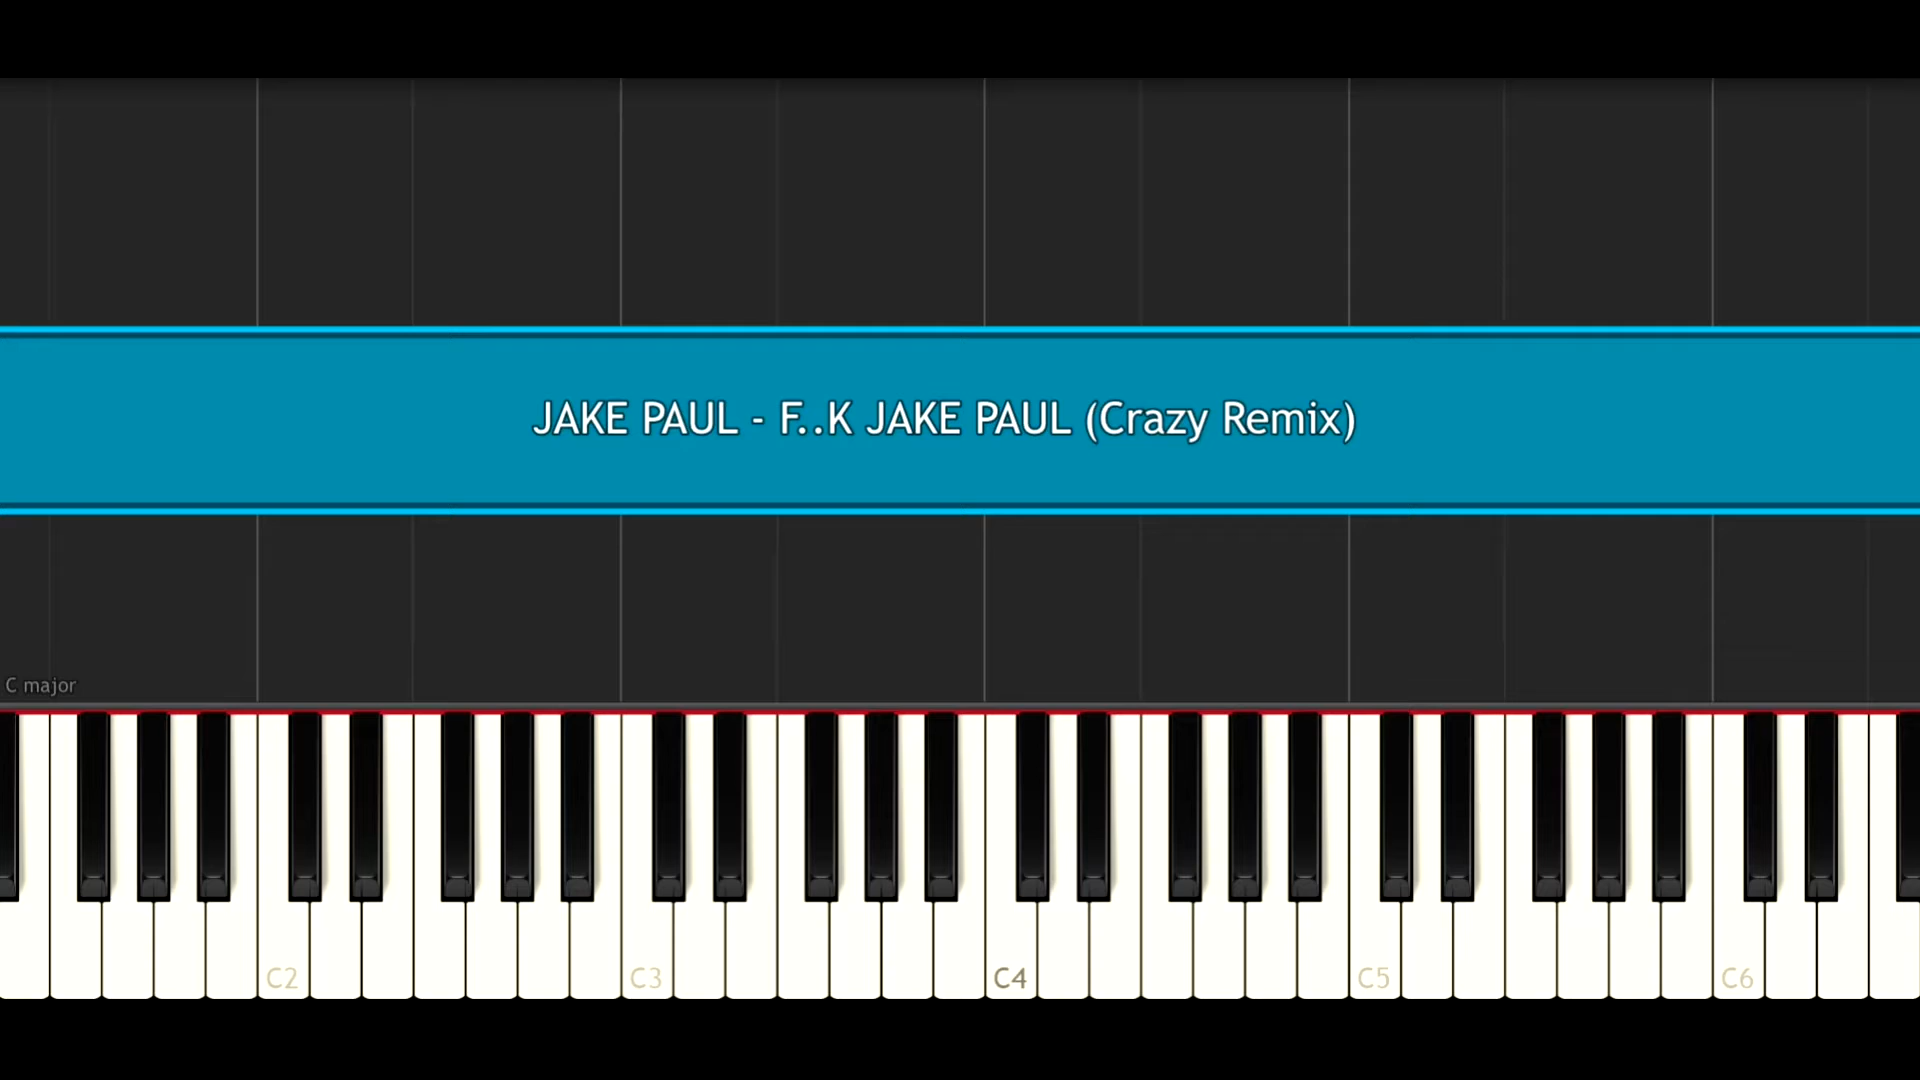 JAKE PAUL - F..K JAKE PAUL (Crazy Remix)
C major
C2 C3 C4 C5 C6